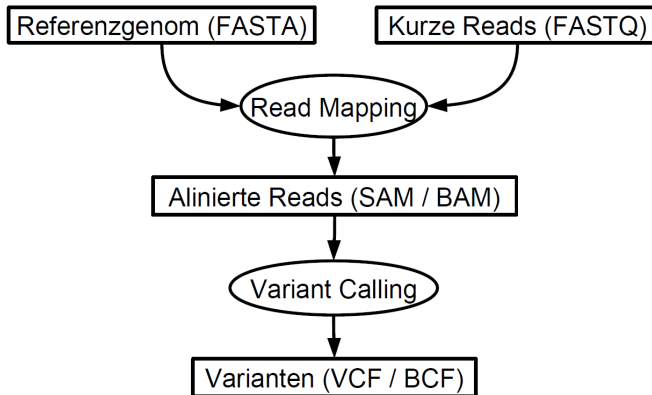 Referenzgenom (FASTA)
Kurze Reads (FASTQ)
Read Mapping
Alinierte Reads (SAM / BAM)
Variant Calling
Varianten (VCF / BCF)